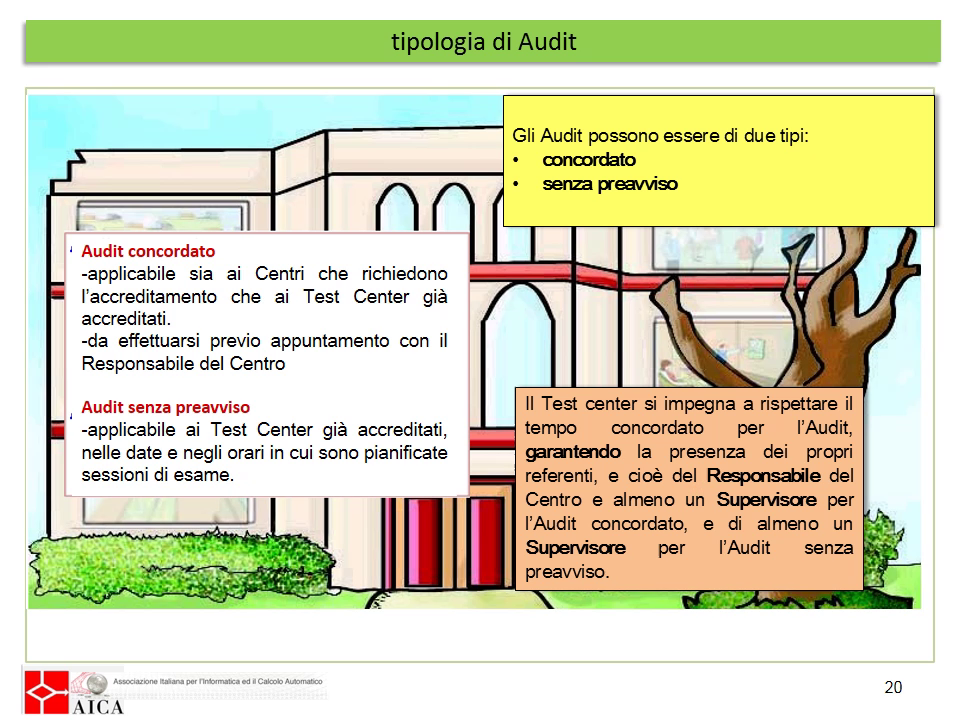 tipologia di Audit
Gli Audit possono essere di due tipi:
• concordato
• senza preavviso
Audit concordato
-applicabile sia ai Centri che richiedono
l’accreditamento che ai Test Center già
accreditati.
-da effettuarsi previo appuntamento con il
Responsabile del Centro
Audit senza preavviso
-applicabile ai Test Center già accreditati,
nelle date e negli orari in cui sono pianificate
sessioni di esame.
Il Test center si impegna a rispettare il
tempo concordato per l’Audit,
garantendo la presenza dei propri
referenti, e cioè del Responsabile del
Centro e almeno un Supervisore per
l’Audit concordato, e di almeno un
Supervisore per l’Audit senza
preavviso.
Associazione Italiana per l'Informatica ed il Calcolo Automatico
AICA
20